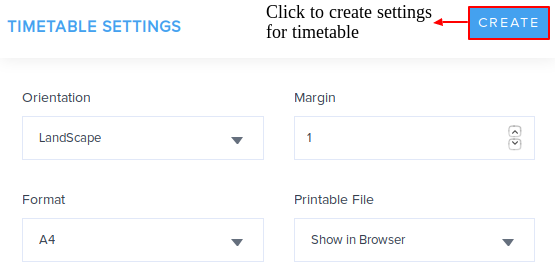 TIMETABLE SETTINGS
Click to create settings
for timetable
CREATE
Orientation
Margin
LandScape
1
Format
Printable File
A4
Show in Browser